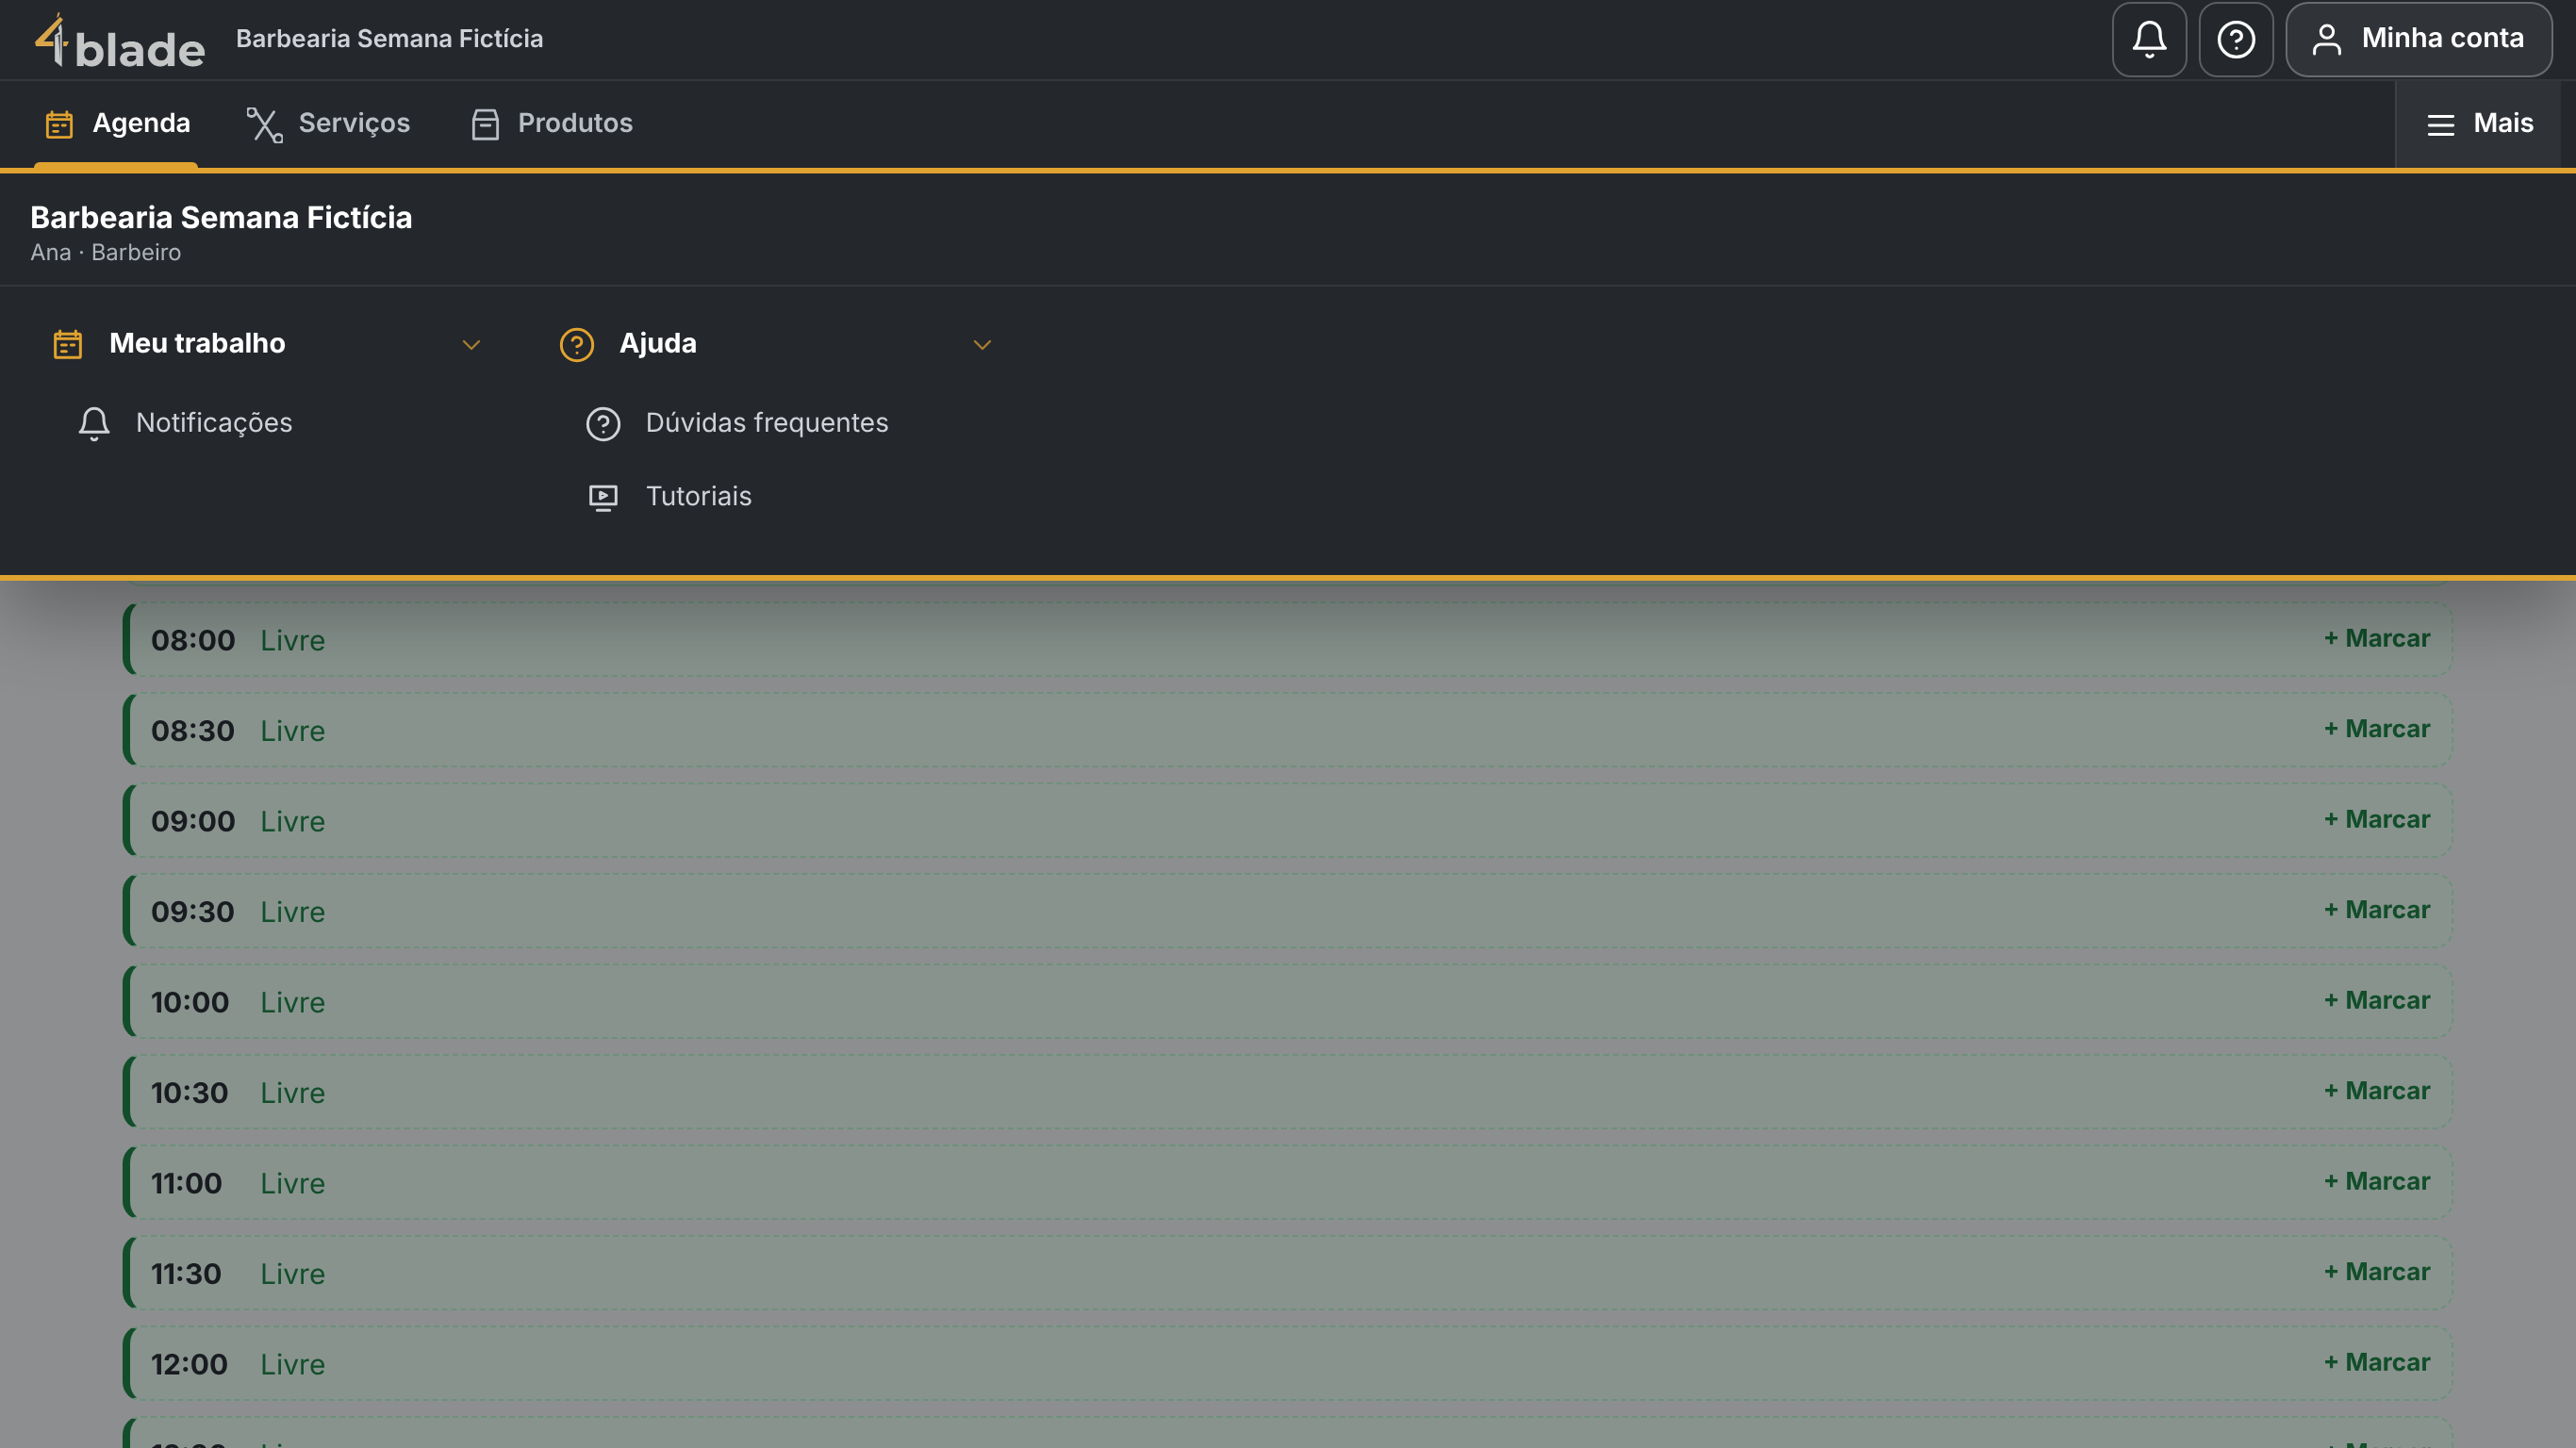 4blade
Barbearia Semana Fictícia
Minha conta
Agenda
Serviços
Produtos
Mais
Barbearia Semana Fictícia
Ana · Barbeiro
Meu trabalho
Ajuda
Notificações
Dúvidas frequentes
Tutoriais
08:00 Livre + Marcar
08:30 Livre + Marcar
09:00 Livre + Marcar
09:30 Livre + Marcar
10:00 Livre + Marcar
10:30 Livre + Marcar
11:00 Livre + Marcar
11:30 Livre + Marcar
12:00 Livre + Marcar